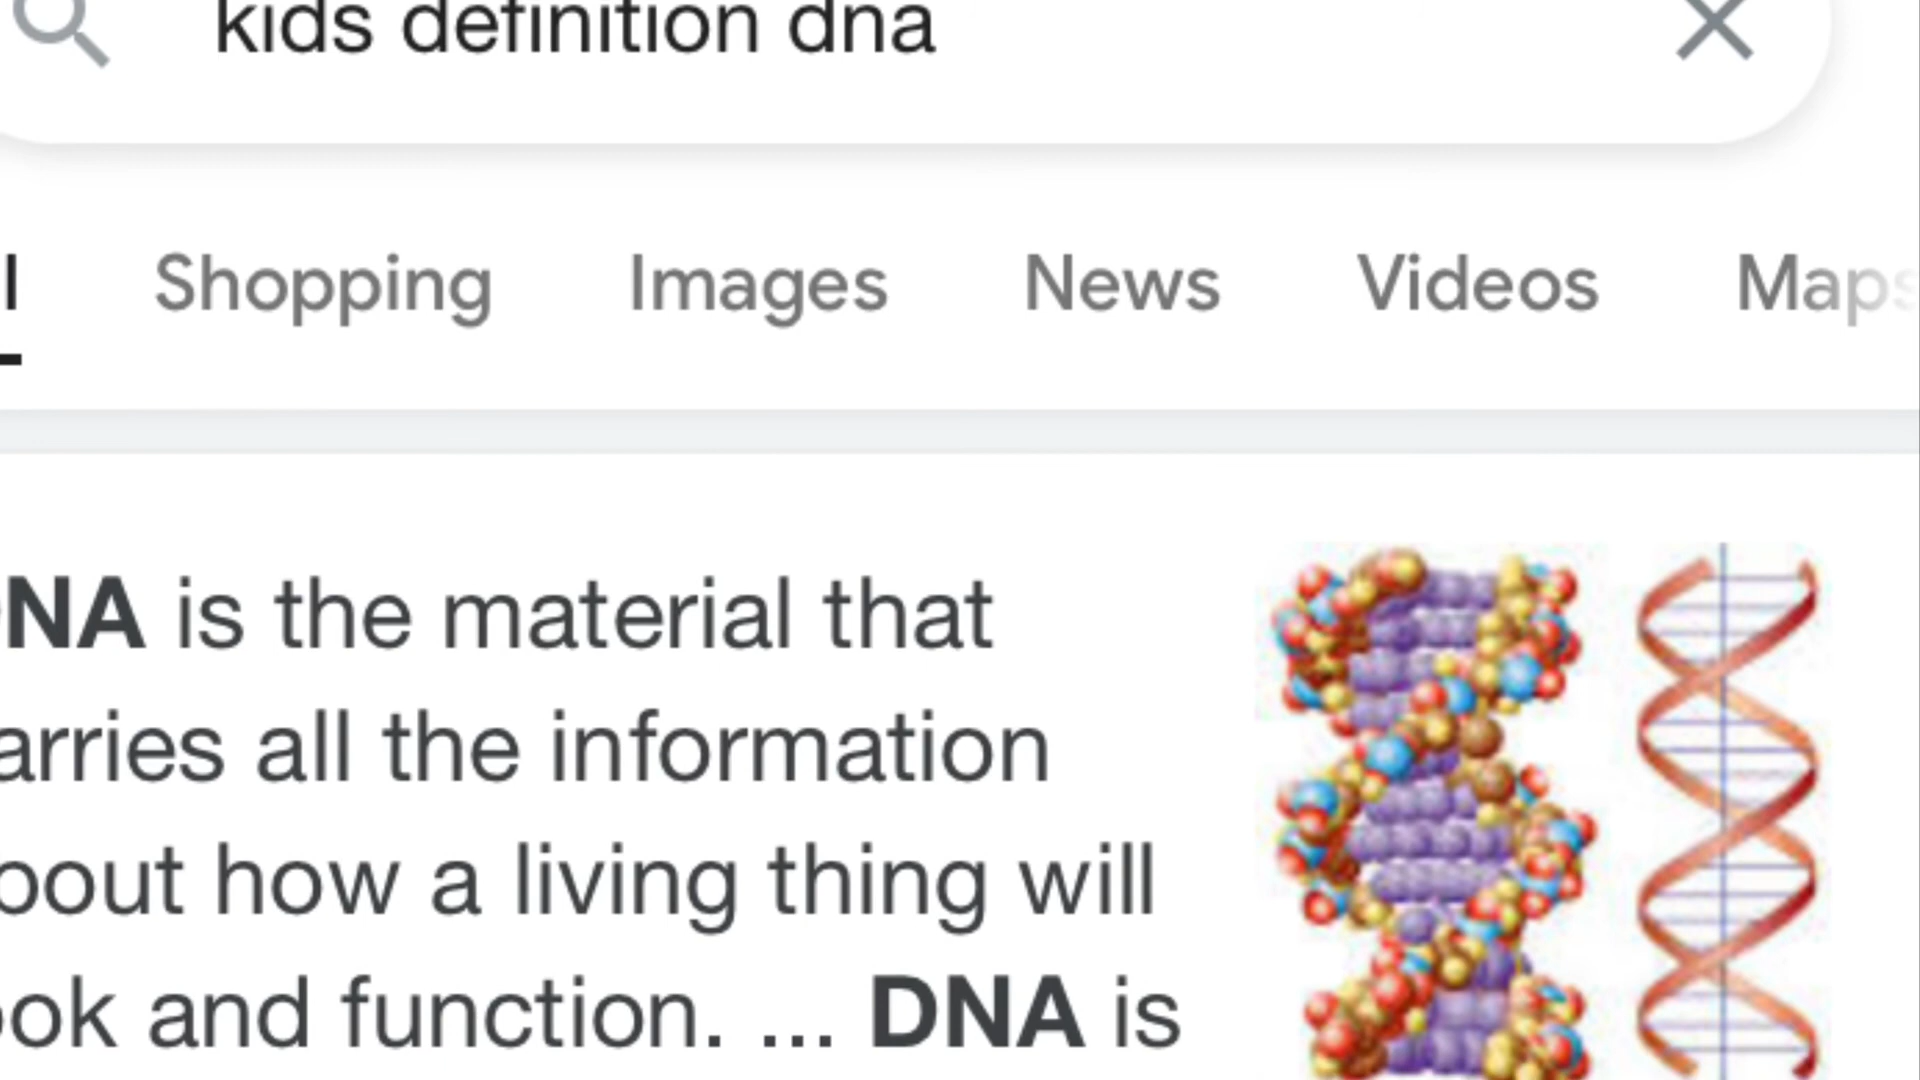 kids definition dna
l Shopping Images News Videos Maps
NA is the material that
arries all the information
bout how a living thing will
ok and function. ... DNA is